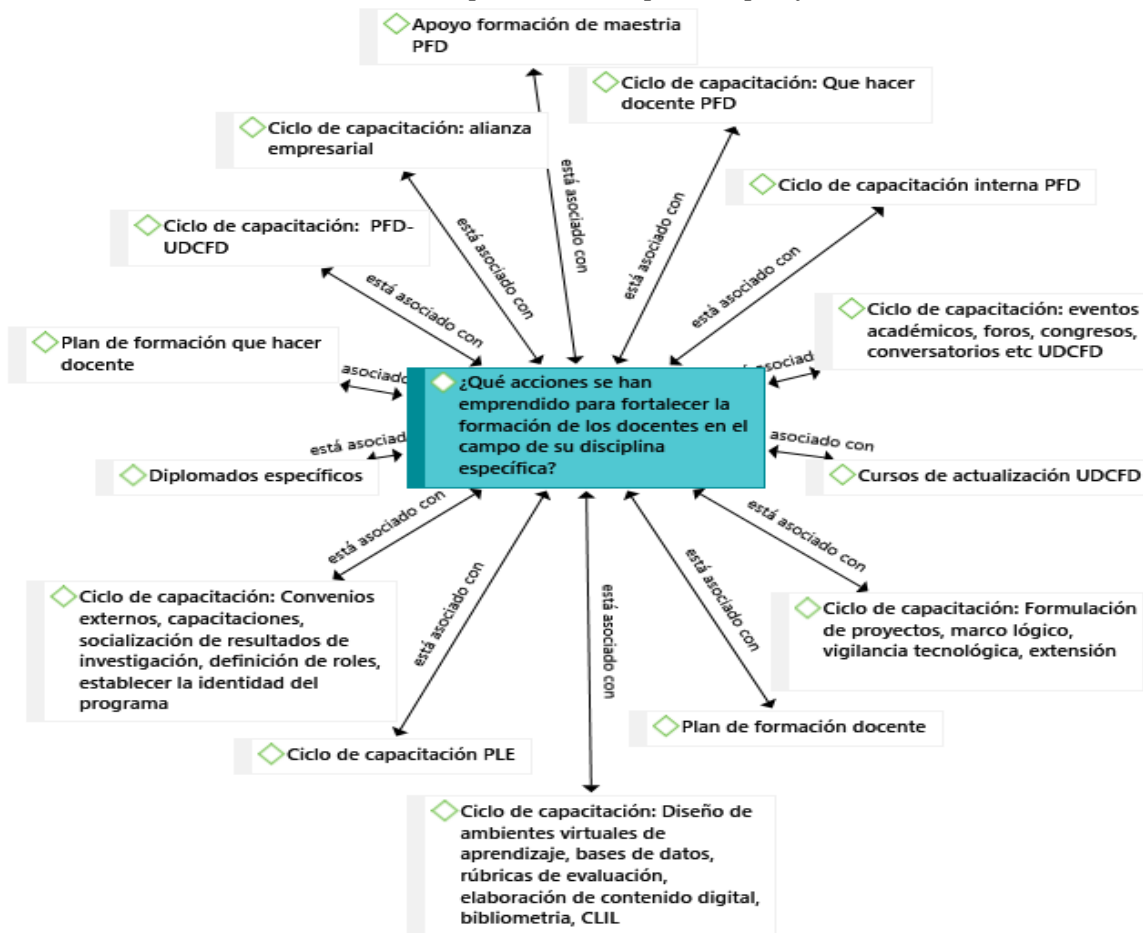 Apoyo formación de maestria
PFD
Ciclo de capacitación: Que hacer
docente PFD
Ciclo de capacitación: alianza
empresarial
Ciclo de capacitación interna PFD
Ciclo de capacitación: PFD-
UDCFD
Ciclo de capacitación: eventos
académicos, foros, congresos,
conversatorios etc UDCFD
Plan de formación que hacer
docente
está asociado con
está asociado con
está asociado con
está asociado con
está asociado con
asociado
asociad
¿Qué acciones se han
emprendido para fortalecer la
formación de los docentes en el
campo de su disciplina
específica?
está asociad
asociado con
Diplomados específicos
Cursos de actualización UDCFD
está asociado con
está asociado con
está asociado con
está asociado con
está asociado con
Ciclo de capacitación: Convenios
externos, capacitaciones,
socialización de resultados de
investigación, definición de roles,
establecer la identidad del
programa
Ciclo de capacitación: Formulación
de proyectos, marco lógico,
vigilancia tecnológica, extensión
Plan de formación docente
Ciclo de capacitación PLE
Ciclo de capacitación: Diseño de
ambientes virtuales de
aprendizaje, bases de datos,
rúbricas de evaluación,
elaboración de contenido digital,
bibliometria, CLIL